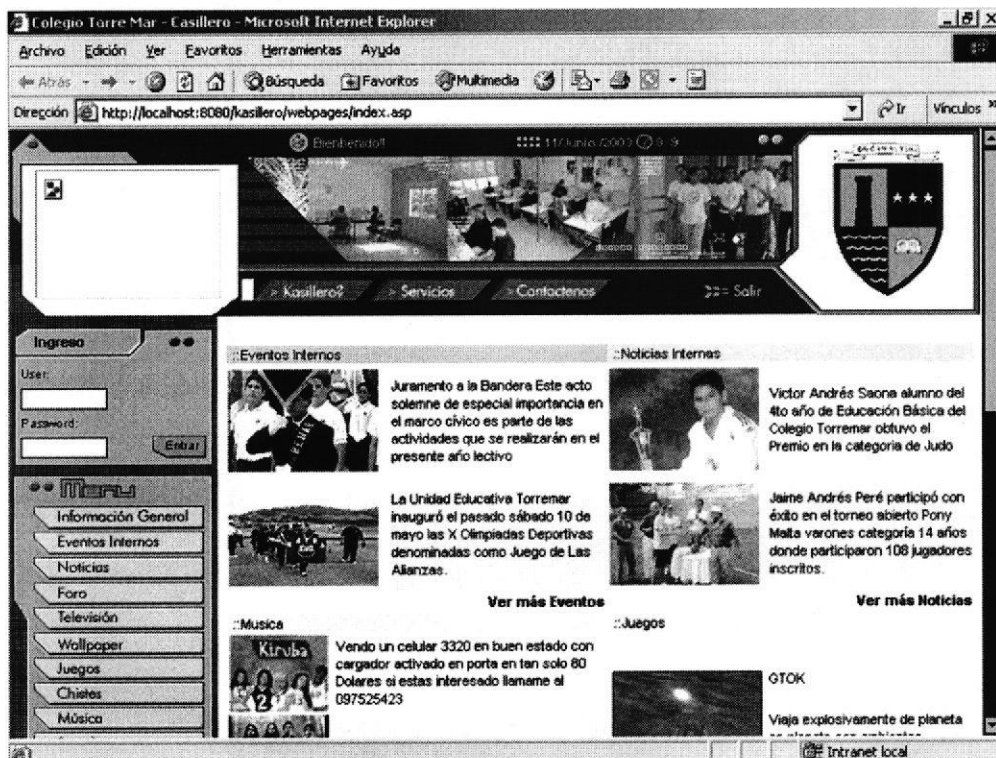 Colegio Torre Mar - Casillero - Microsoft Internet Explorer
Archivo Edición Ver Favoritos Herramientas Ayuda
Atrás Búsqueda Favoritos Multimedia
Dirección http://localhost:8080/kasillero/webpages/index.asp Ir Vínculos
Bienbenido!! 11/Junio /2003
> Kasillero? > Servicios > Contactenos Salir
Ingreso
User:
Password:
Entrar
Menu
Información General
Eventos Internos
Noticias
Foro
Televisión
Wallpaper
Juegos
Chistes
Música
::Eventos Internos
Juramento a la Bandera Este acto
solemne de especial importancia en
el marco cívico es parte de las
actividades que se realizarán en el
presente año lectivo
La Unidad Educativa Torremar
inauguró el pasado sábado 10 de
mayo las X Olimpiadas Deportivas
denominadas como Juego de Las
Alianzas.
Ver más Eventos
::Noticias Internas
Victor Andrés Saona alumno del
4to año de Educación Básica del
Colegio Torremar obtuvo el
Premio en la categoria de Judo
Jaime Andrés Peré participó con
éxito en el torneo abierto Pony
Malta varones categoría 14 años
donde participaron 108 jugadores
inscritos.
Ver más Noticias
::Musica
Kiruba
Vendo un celular 3320 en buen estado con
cargador activado en porta en tan solo 80
Dolares si estas interesado llamame al
097525423
::Juegos
GTOK
Viaja explosivamente de planeta
Intranet local